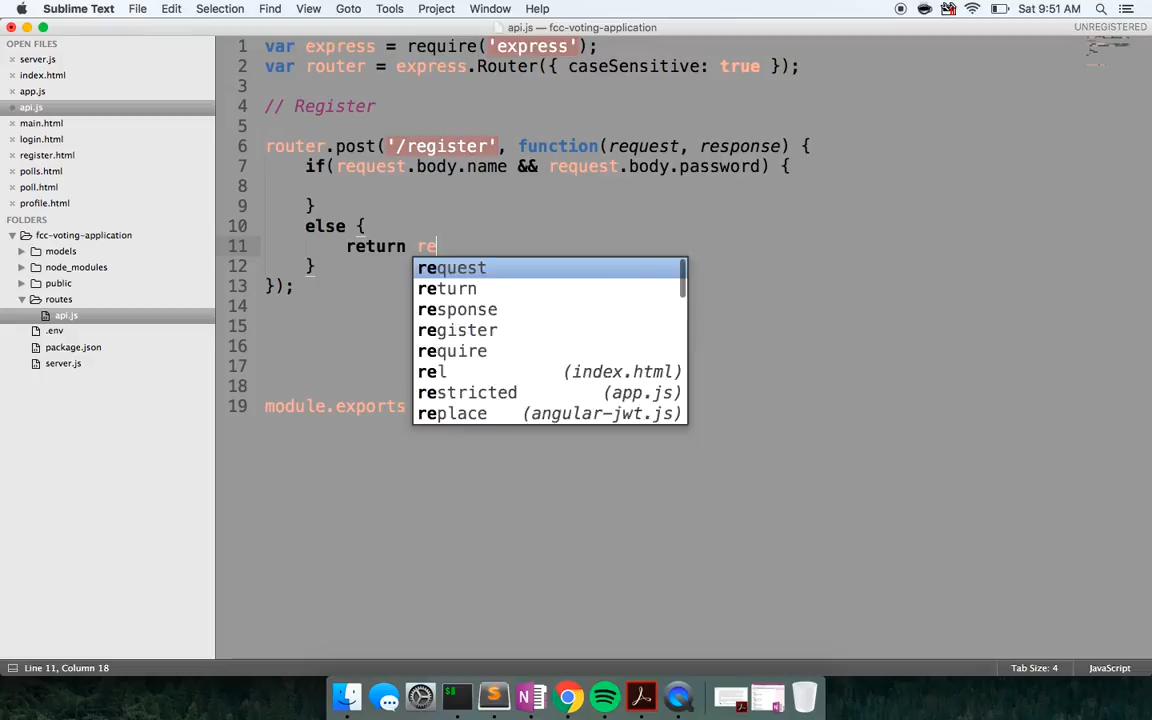 Sublime Text File Edit Selection Find View Goto Tools Project Window Help Sat 9:51 AM
api.js — fcc-voting-application UNREGISTERED
OPEN FILES
server.js
index.html
app.js
api.js
main.html
login.html
register.html
polls.html
poll.html
profile.html
FOLDERS
fcc-voting-application
models
node_modules
public
routes
api.js
.env
package.json
server.js
1 var express = require('express');
2 var router = express.Router({ caseSensitive: true });
3
4 // Register
5
6 router.post('/register', function(request, response) {
7 if(request.body.name && request.body.password) {
8
9 }
10 else {
11 return re
12 }
13 });
14
15
16
17
18
19 module.exports
request
return
response
register
require
rel (index.html)
restricted (app.js)
replace (angular-jwt.js)
Line 11, Column 18 Tab Size: 4 JavaScript